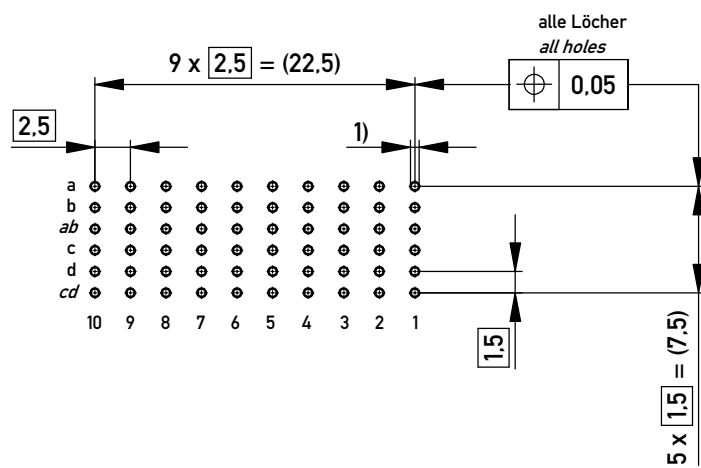 alle Löcher
all holes
0,05
9 x 2,5 = (22,5)
2,5
1)
a
b
ab
c
d
cd
10 9 8 7 6 5 4 3 2 1
1,5
5 x 1,5 = (7,5)